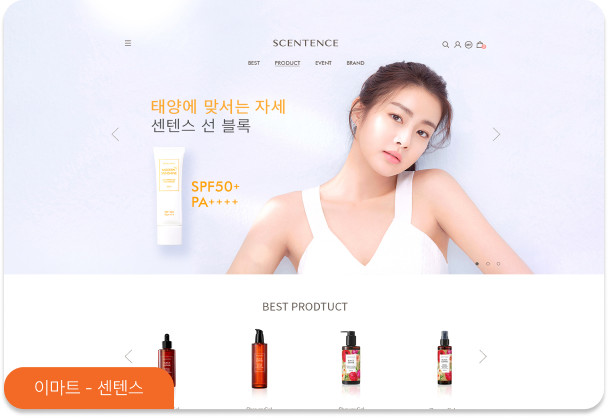 SCENTENCE
BEST PRODUCT EVENT BRAND
태양에 맞서는 자세
센텐스 선 블록
SPF50+
PA++++
BEST PRODTUCT
이마트 - 센텐스